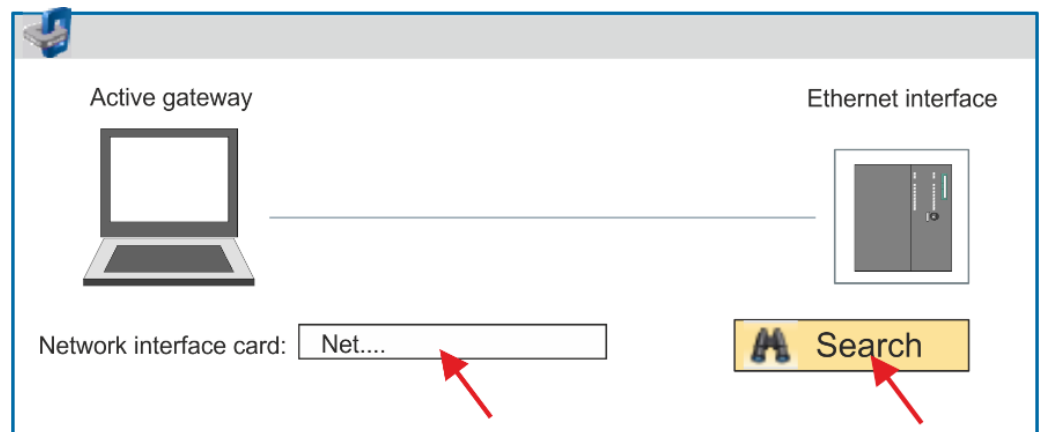 Active gateway
Ethernet interface
Network interface card:
Net....
Search